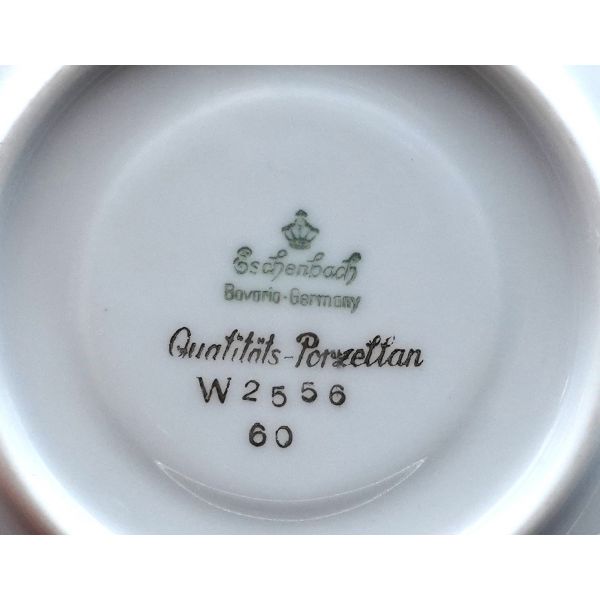 Eschenbach
Bavaria-Germany
Qualitäts-Porzellan
W 2556
60